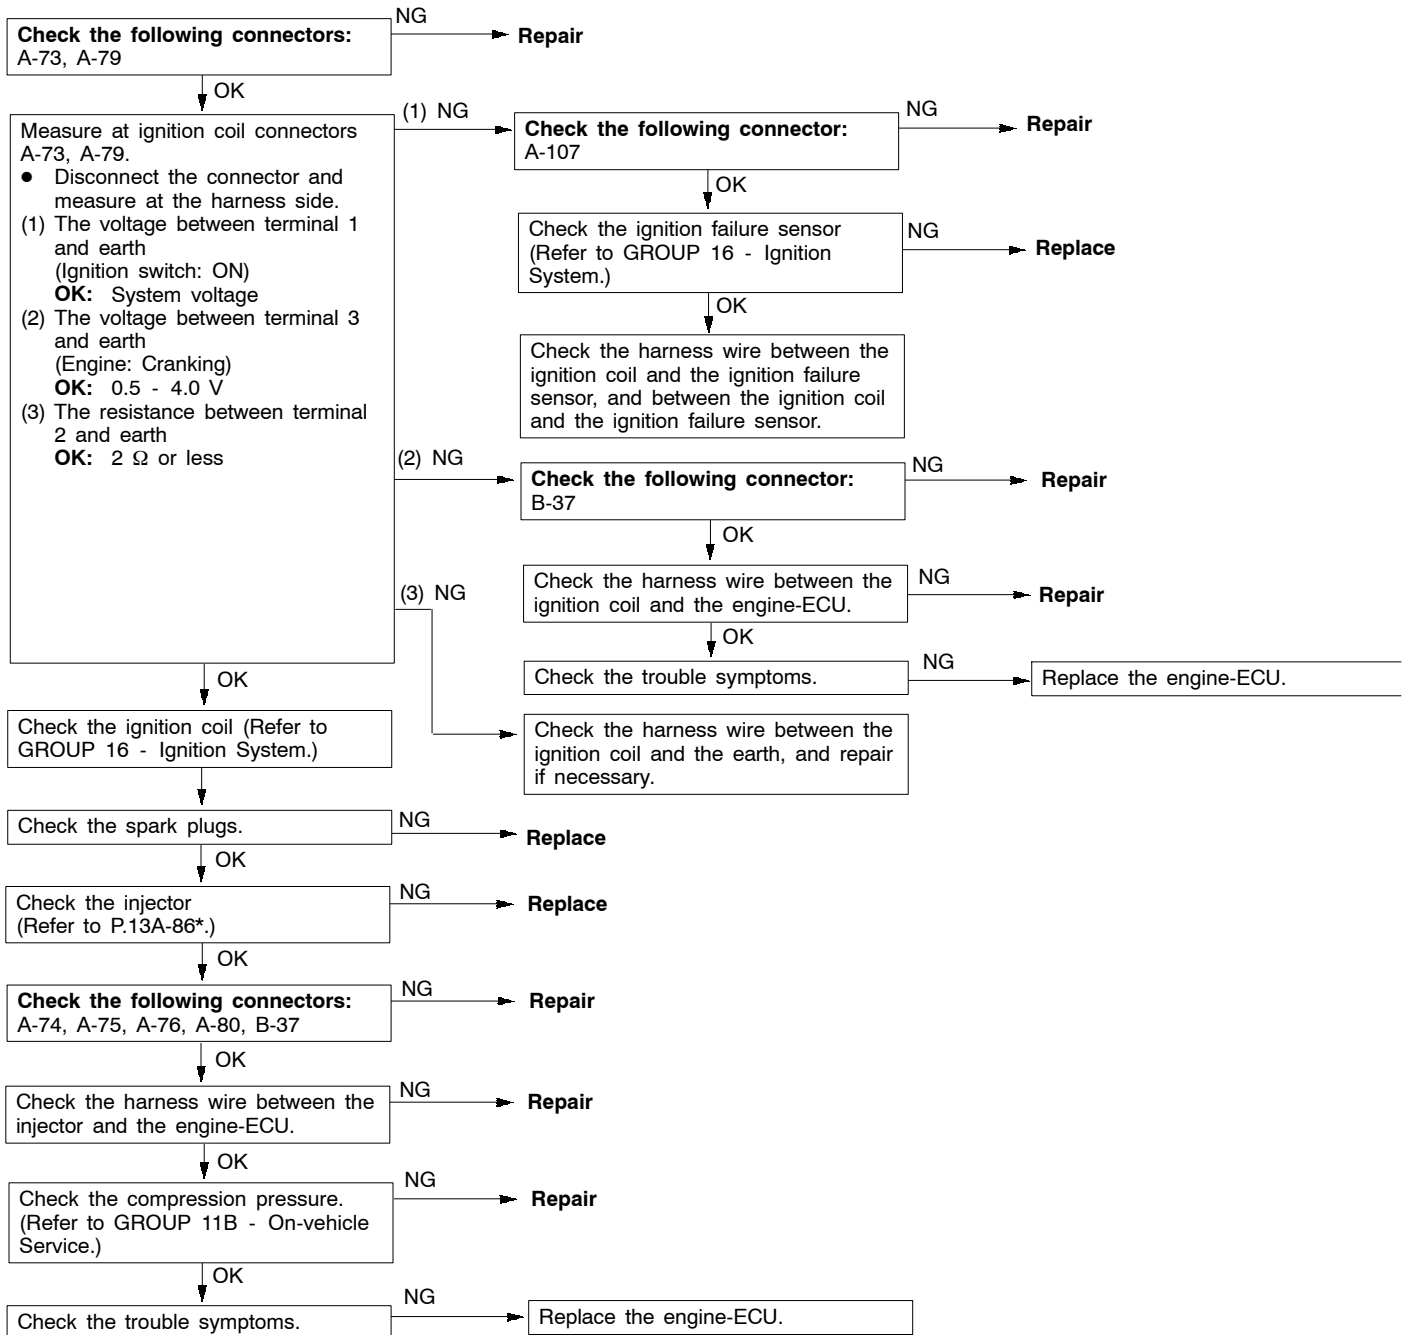 NG
Check the following connectors:
A-73, A-79
Repair
OK
Measure at ignition coil connectors
A-73, A-79.
● Disconnect the connector and
measure at the harness side.
(1) The voltage between terminal 1
and earth
(Ignition switch: ON)
OK: System voltage
(2) The voltage between terminal 3
and earth
(Engine: Cranking)
OK: 0.5 - 4.0 V
(3) The resistance between terminal
2 and earth
OK: 2 Ω or less
(1) NG
Check the following connector:
A-107
NG
Repair
OK
Check the ignition failure sensor
(Refer to GROUP 16 - Ignition
System.)
NG
Replace
OK
Check the harness wire between the
ignition coil and the ignition failure
sensor, and between the ignition coil
and the ignition failure sensor.
(2) NG
Check the following connector:
B-37
NG
Repair
OK
Check the harness wire between the
ignition coil and the engine-ECU.
NG
Repair
OK
Check the trouble symptoms.
NG
Replace the engine-ECU.
(3) NG
Check the harness wire between the
ignition coil and the earth, and repair
if necessary.
OK
Check the ignition coil (Refer to
GROUP 16 - Ignition System.)
Check the spark plugs.
NG
Replace
OK
Check the injector
(Refer to P.13A-86*.)
NG
Replace
OK
Check the following connectors:
A-74, A-75, A-76, A-80, B-37
NG
Repair
OK
Check the harness wire between the
injector and the engine-ECU.
NG
Repair
OK
Check the compression pressure.
(Refer to GROUP 11B - On-vehicle
Service.)
NG
Repair
OK
Check the trouble symptoms.
NG
Replace the engine-ECU.